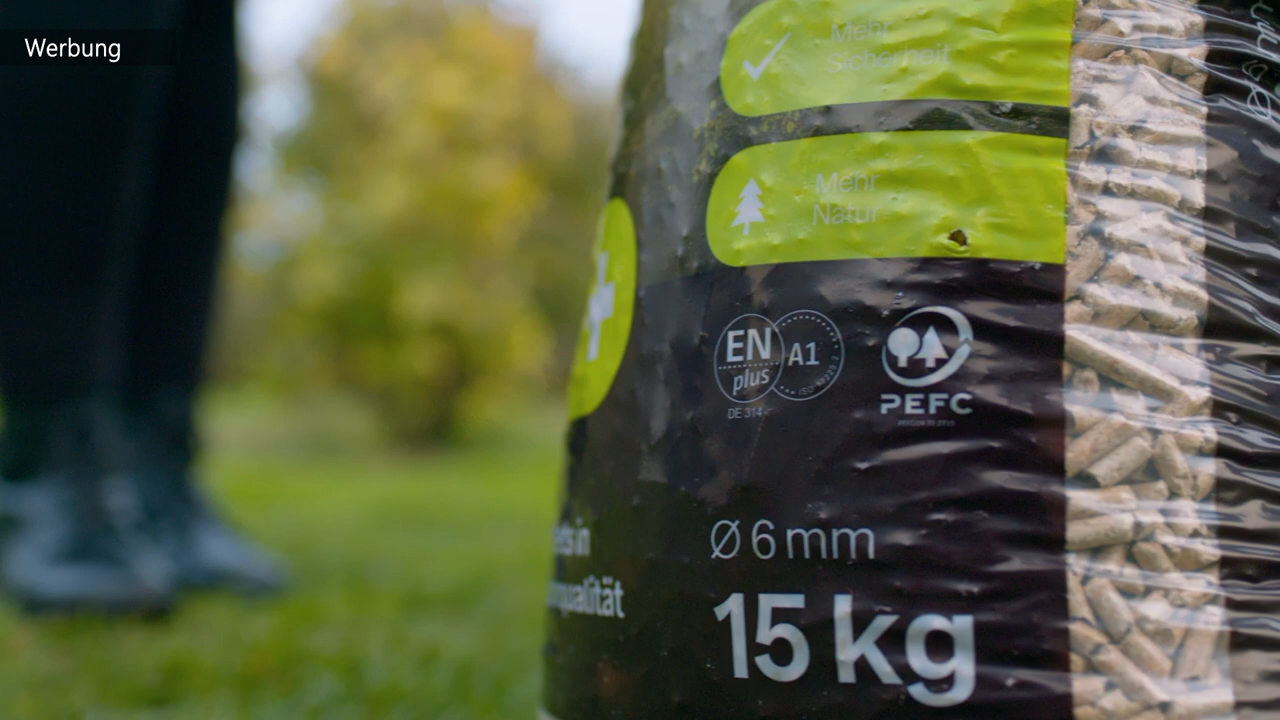 Werbung
Mehr
Sicherheit
Mehr
Natur
EN
plus
A1
DE 314
PEFC
Ø 6 mm
15 kg